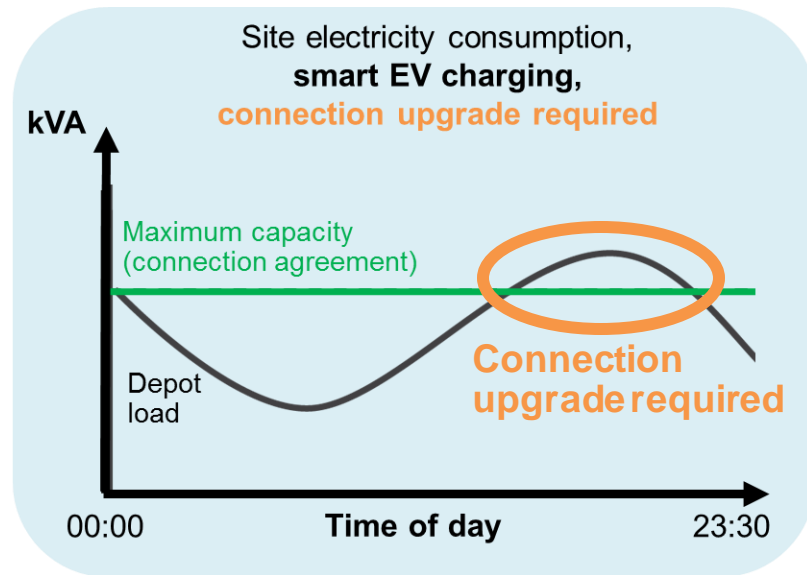 Site electricity consumption,
smart EV charging,
connection upgrade required
kVA
Maximum capacity
(connection agreement)
Connection
upgrade required
Depot
load
00:00
Time of day
23:30